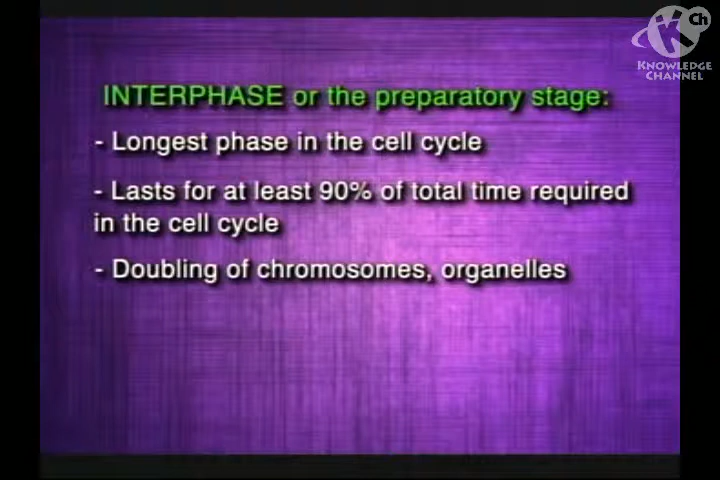 Ch
K
KNOWLEDGE
CHANNEL
INTERPHASE or the preparatory stage:
- Longest phase in the cell cycle
- Lasts for at least 90% of total time required
in the cell cycle
- Doubling of chromosomes, organelles